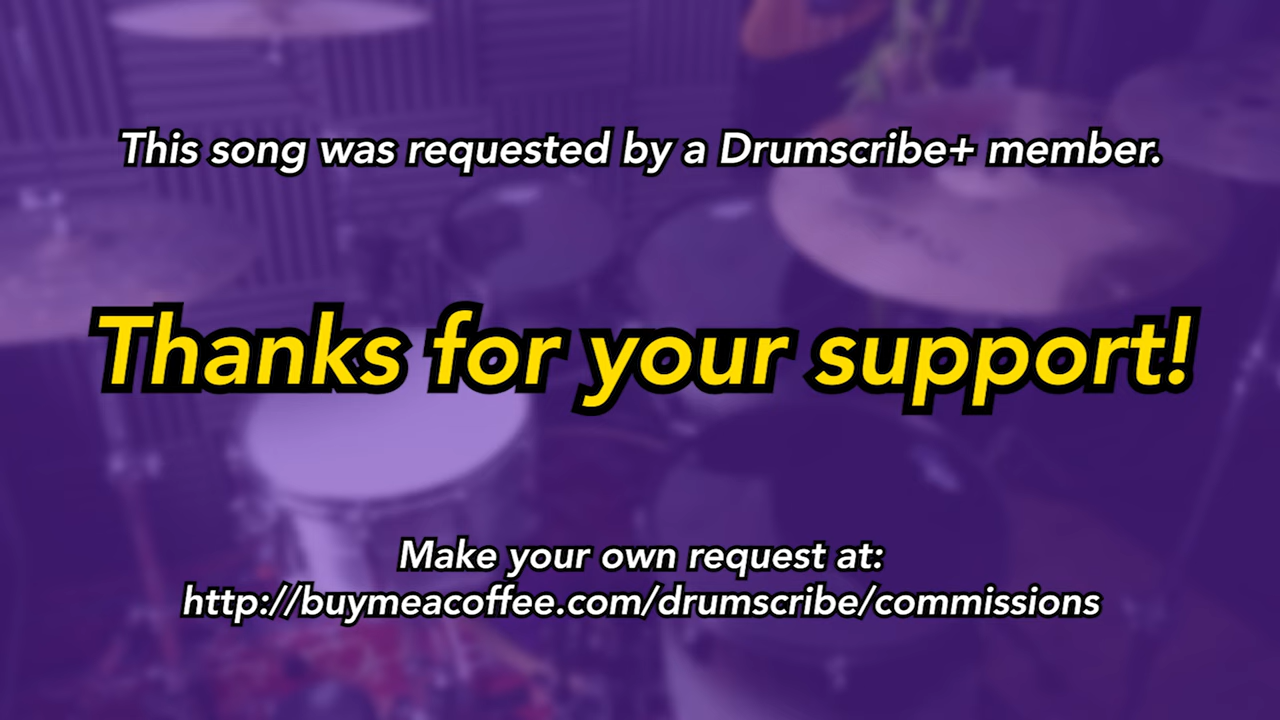 This song was requested by a Drumscribe+ member.
Thanks for your support!
Make your own request at:
http://buymeacoffee.com/drumscribe/commissions